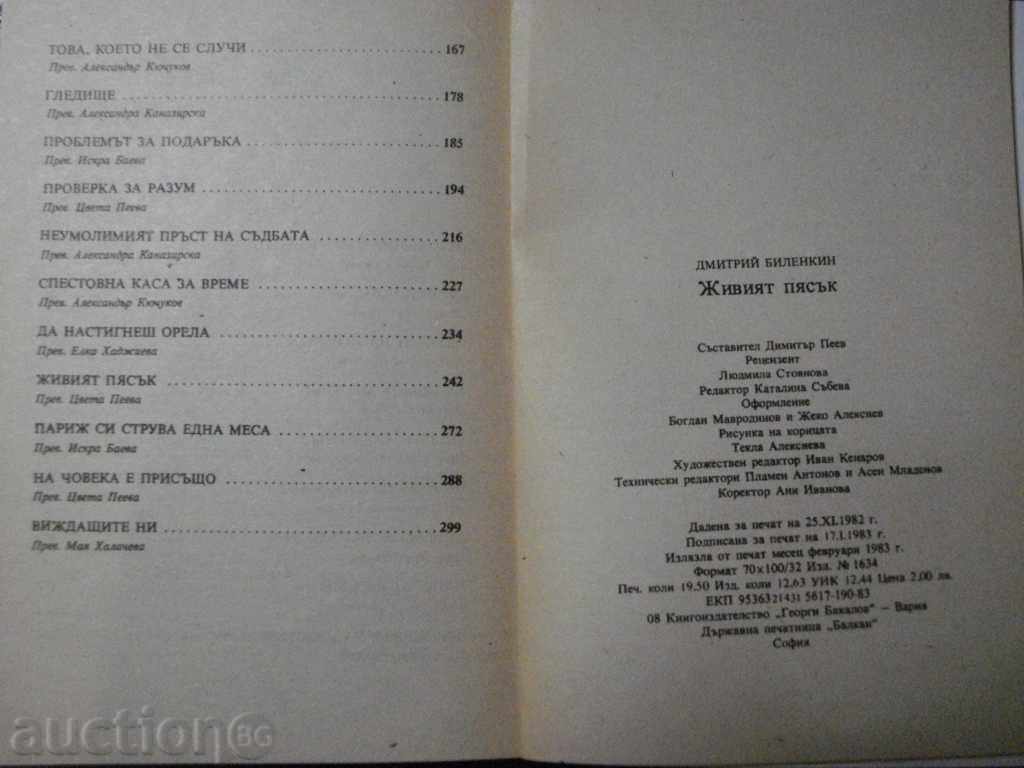 ТОВА, КОЕТО НЕ СЕ СЛУЧИ 167
Прев. Александър Кючуков
ГЛЕДИЩЕ 178
Прев. Александра Каназирска
ПРОБЛЕМЪТ ЗА ПОДАРЪКА 185
Прев. Искра Баева
ПРОВЕРКА ЗА РАЗУМ 194
Прев. Цвета Пеева
НЕУМОЛИМИЯТ ПРЪСТ НА СЪДБАТА 216
Прев. Александра Каназирска
СПЕСТОВНА КАСА ЗА ВРЕМЕ 227
Прев. Александър Кючуков
ДА НАСТИГНЕШ ОРЕЛА 234
Прев. Елка Хаджиева
ЖИВИЯТ ПЯСЪК 242
Прев. Цвета Пеева
ПАРИЖ СИ СТРУВА ЕДНА МЕСА 272
Прев. Искра Баева
НА ЧОВЕКА Е ПРИСЪЩО 288
Прев. Цвета Пеева
ВИЖДАЩИТЕ НИ 299
Прев. Мая Халачева
ДМИТРИЙ БИЛЕНКИН
ЖИВИЯТ ПЯСЪК
Съставител Димитър Пеев
Рецензент
Людмила Стоянова
Редактор Каталина Събева
Оформление
Богдан Мавродинов и Жеко Алексиев
Рисунка на корицата
Текла Алексиева
Художествен редактор Иван Кенаров
Технически редактори Пламен Антонов и Асен Младенов
Коректор Ани Иванова
Дадена за печат на 25.XI.1982 г.
Подписана за печат на 17.I.1983 г.
Излязла от печат месец февруари 1983 г.
Формат 70×100/32 Изд. № 1634
Печ. коли 19,50 Изд. коли 12,63 УИК 12,44 Цена 2,00 лв.
ЕКП 9536321431 5617-190-83
08 Книгоиздателство „Георги Бакалов“ – Варна
Държавна печатница „Балкан“
София
auctionBG